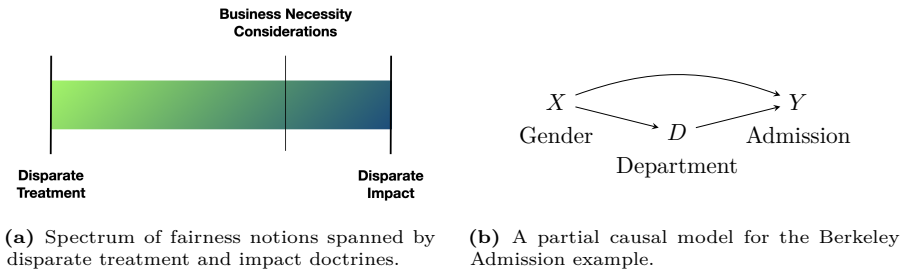 Business Necessity
Considerations
Disparate
Treatment
Disparate
Impact
(a) Spectrum of fairness notions spanned by
disparate treatment and impact doctrines.
X
Y
Gender
D
Admission
Department
(b) A partial causal model for the Berkeley
Admission example.